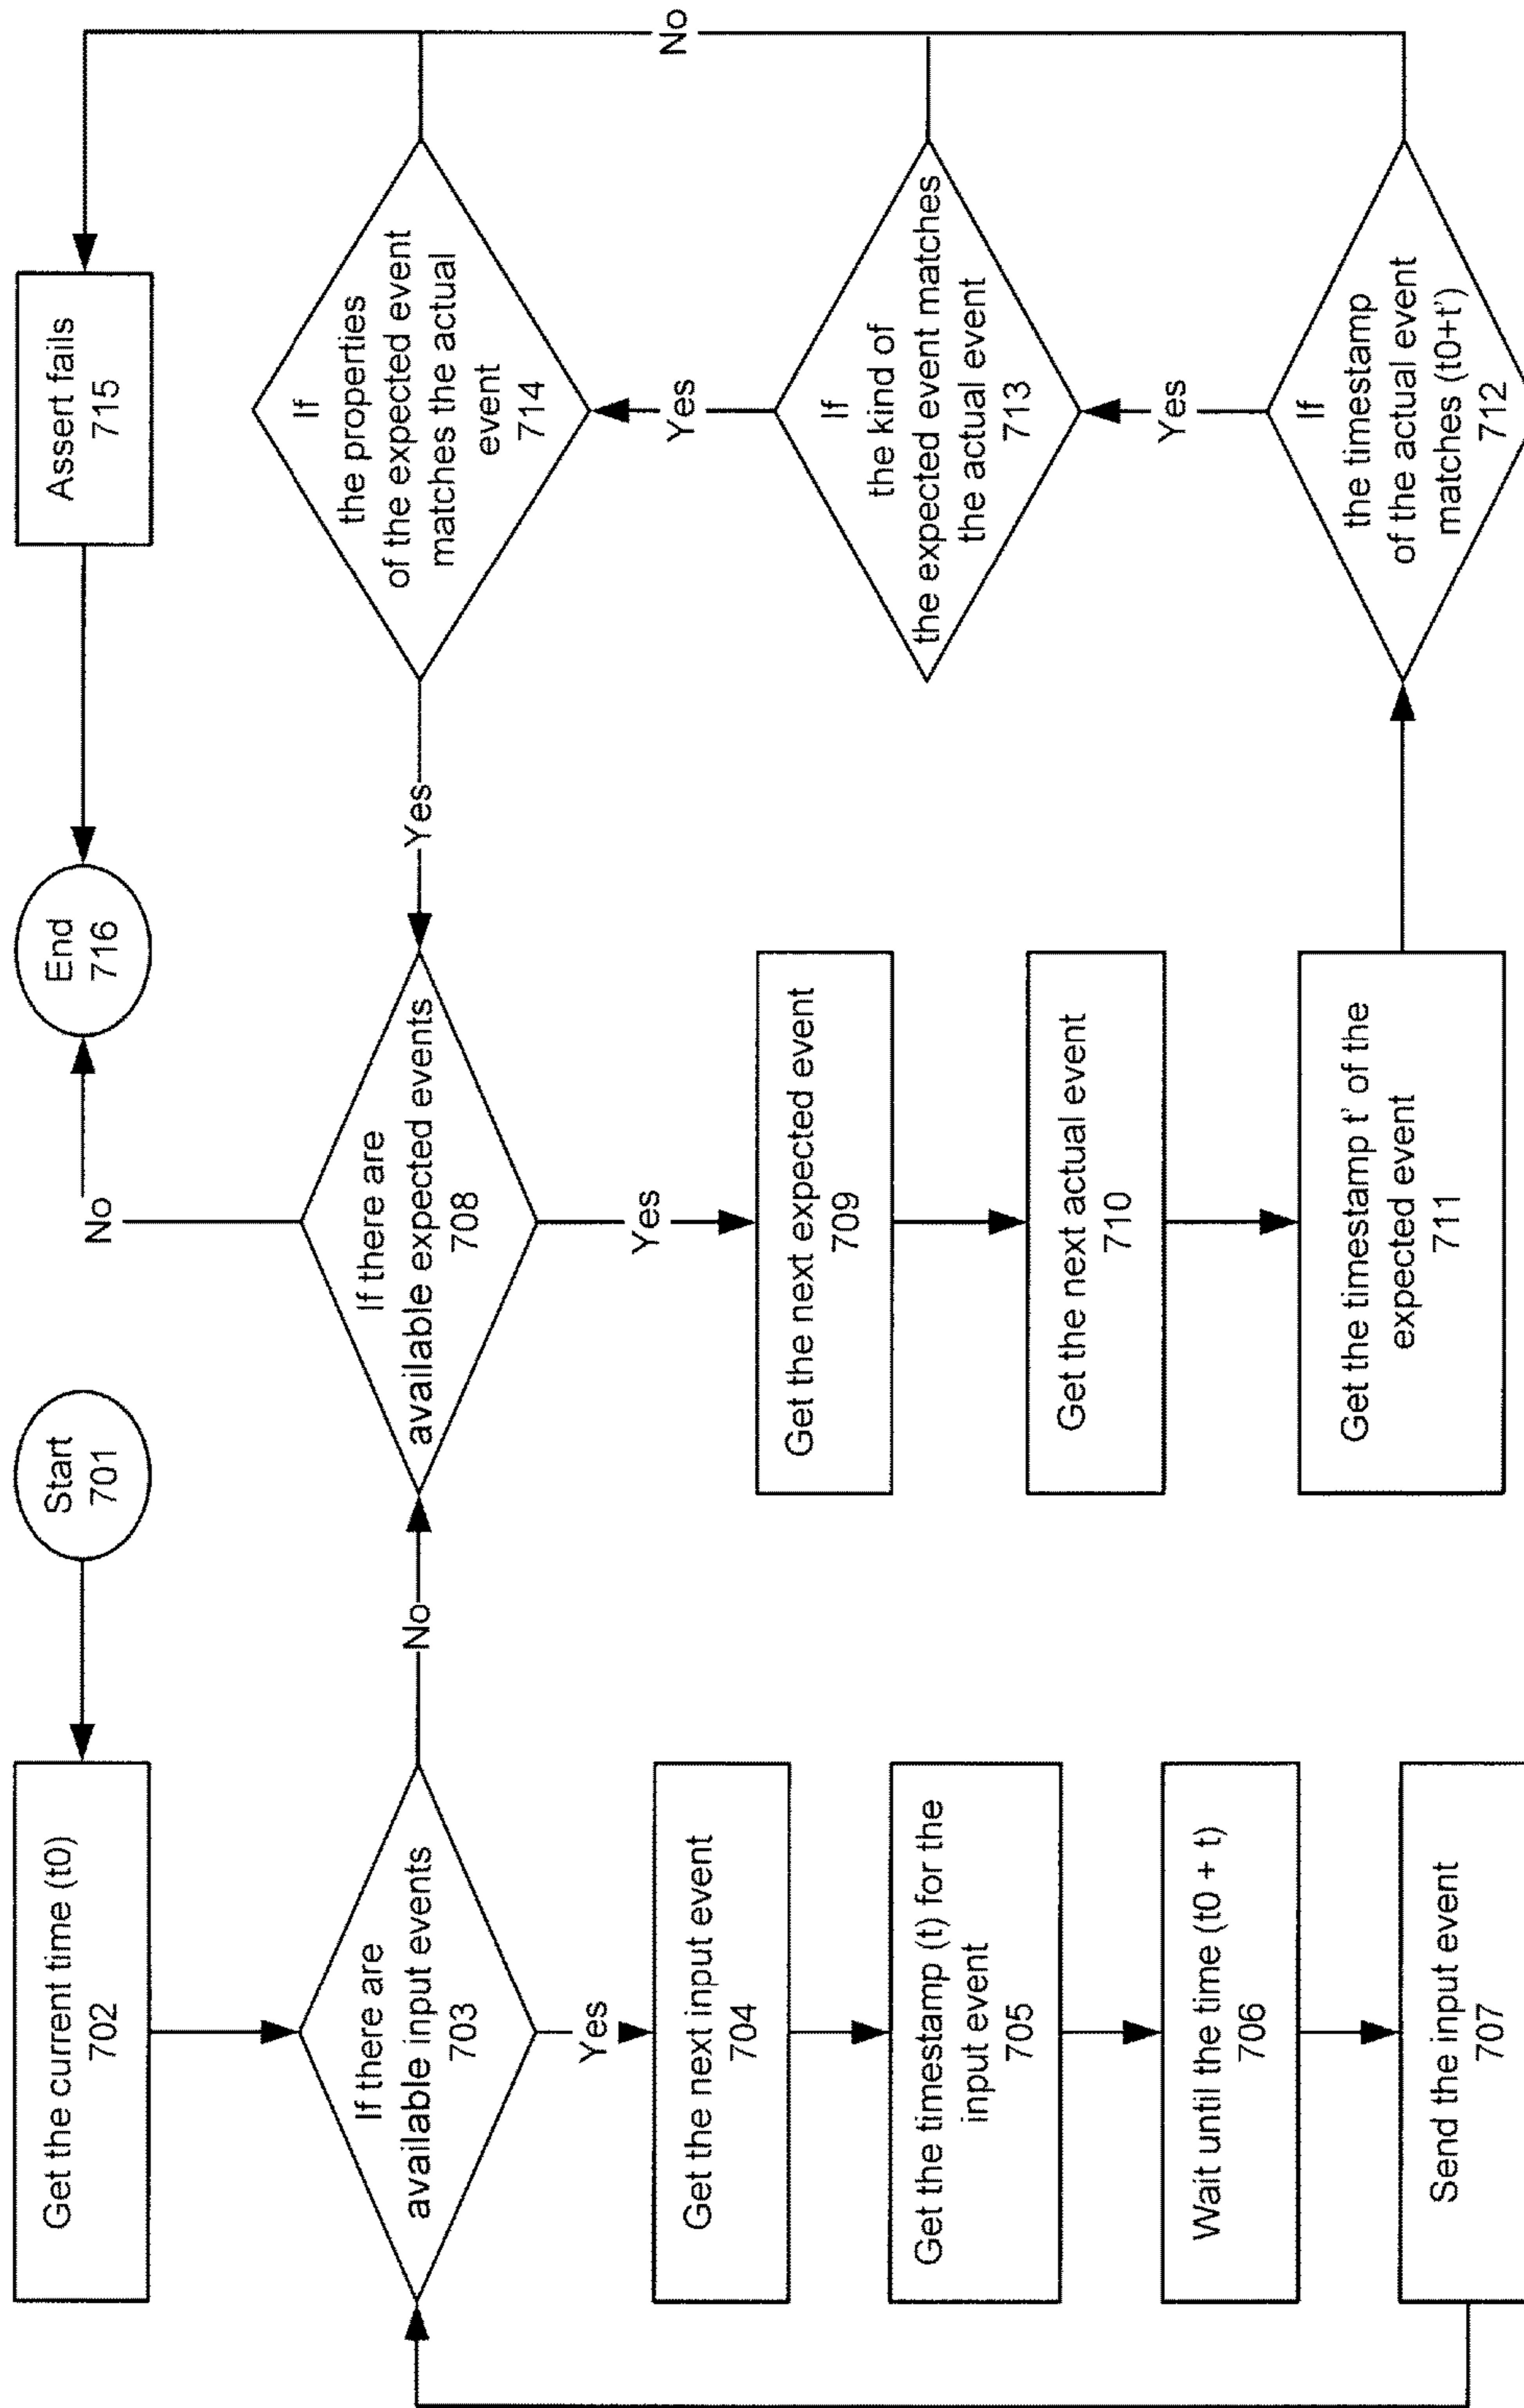 Start
701
Get the current time (t0)
702
If there are
available input events
703
Yes
No
Get the next input event
704
Get the timestamp (t) for the
input event
705
Wait until the time (t0 + t)
706
Send the input event
707
If there are
available expected events
708
No
Yes
Get the next expected event
709
Get the next actual event
710
Get the timestamp t' of the
expected event
711
If
the timestamp
of the actual event
matches (t0+t')
712
Yes
If
the kind of
the expected event matches
the actual event
713
Yes
If
the properties
of the expected event
matches the actual
event
714
Yes
No
Assert fails
715
End
716